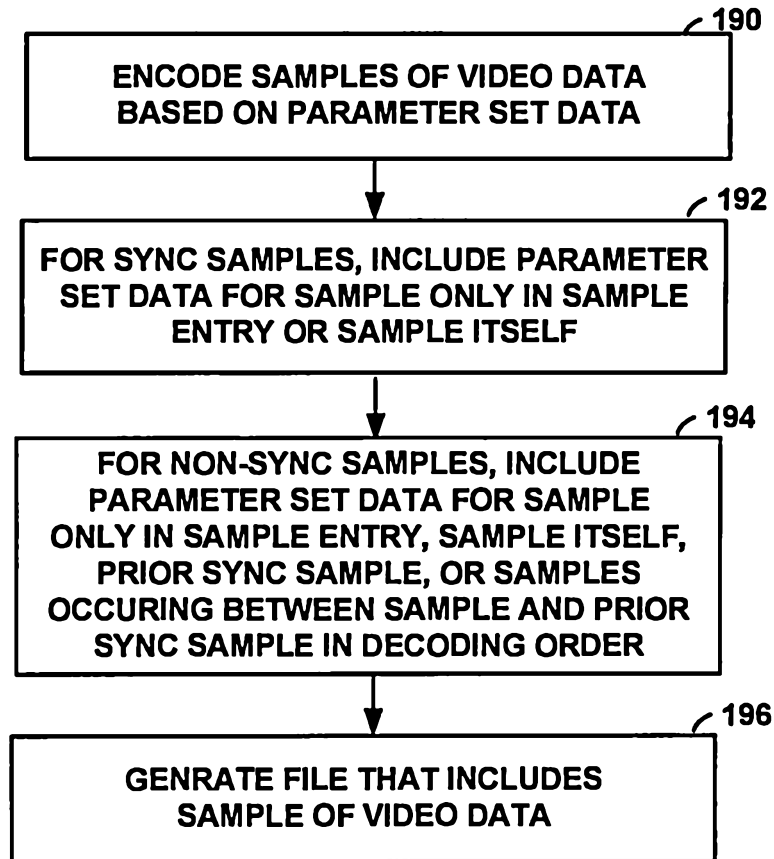 190
ENCODE SAMPLES OF VIDEO DATA
BASED ON PARAMETER SET DATA
192
FOR SYNC SAMPLES, INCLUDE PARAMETER
SET DATA FOR SAMPLE ONLY IN SAMPLE
ENTRY OR SAMPLE ITSELF
194
FOR NON-SYNC SAMPLES, INCLUDE
PARAMETER SET DATA FOR SAMPLE
ONLY IN SAMPLE ENTRY, SAMPLE ITSELF,
PRIOR SYNC SAMPLE, OR SAMPLES
OCCURING BETWEEN SAMPLE AND PRIOR
SYNC SAMPLE IN DECODING ORDER
196
GENRATE FILE THAT INCLUDES
SAMPLE OF VIDEO DATA